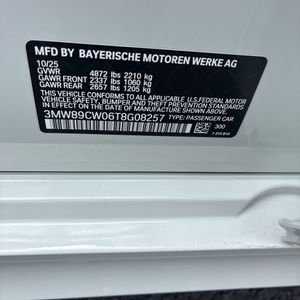 MFD BY BAYERISCHE MOTOREN WERKE AG
10/25
GVWR 4872 lbs 2210 kg
GAWR FRONT 2337 lbs 1060 kg
GAWR REAR 2657 lbs 1205 kg
THIS VEHICLE CONFORMS TO ALL APPLICABLE U.S. FEDERAL MOTOR
VEHICLE SAFETY, BUMPER AND THEFT PREVENTION STANDARDS
IN EFFECT ON THE DATE OF MANUFACTURE SHOWN ABOVE.
3MW89CW06T8G08257 TYPE: PASSENGER CAR
300